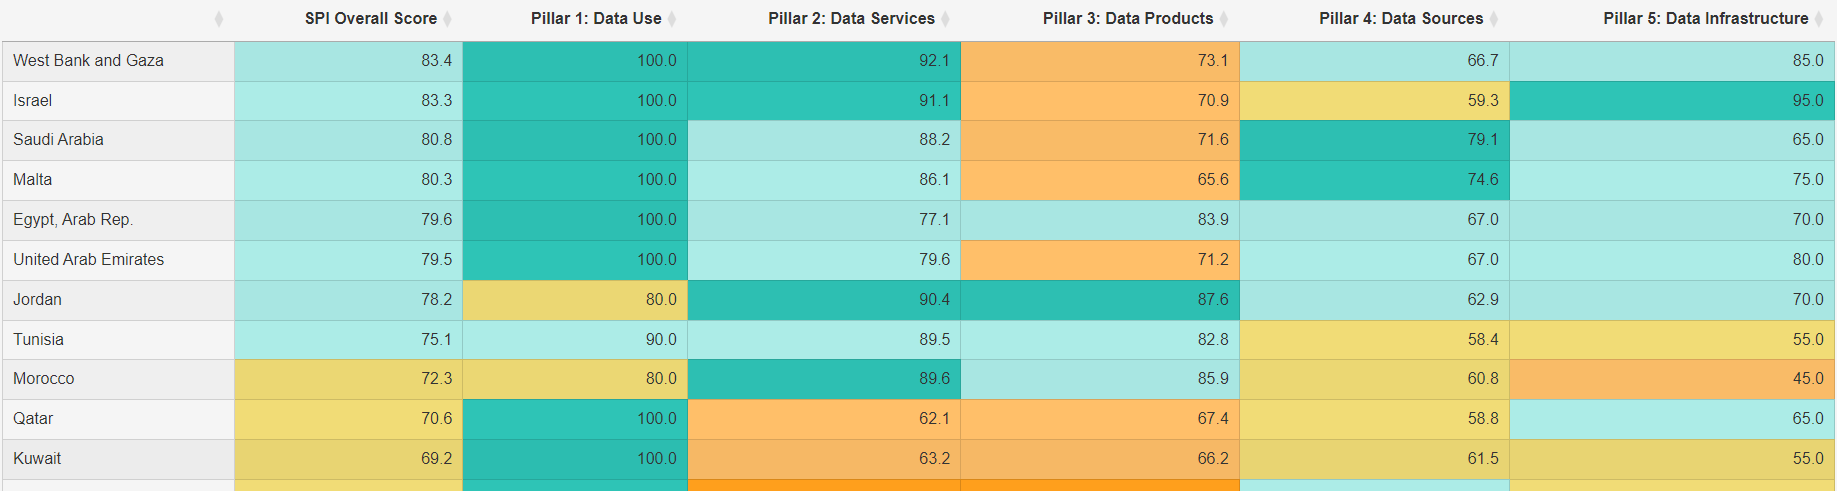 SPI Overall Score Pillar 1: Data Use Pillar 2: Data Services Pillar 3: Data Products Pillar 4: Data Sources Pillar 5: Data Infrastructure
West Bank and Gaza 83.4 100.0 92.1 73.1 66.7 85.0
Israel 83.3 100.0 91.1 70.9 59.3 95.0
Saudi Arabia 80.8 100.0 88.2 71.6 79.1 65.0
Malta 80.3 100.0 86.1 65.6 74.6 75.0
Egypt, Arab Rep. 79.6 100.0 77.1 83.9 67.0 70.0
United Arab Emirates 79.5 100.0 79.6 71.2 67.0 80.0
Jordan 78.2 80.0 90.4 87.6 62.9 70.0
Tunisia 75.1 90.0 89.5 82.8 58.4 55.0
Morocco 72.3 80.0 89.6 85.9 60.8 45.0
Qatar 70.6 100.0 62.1 67.4 58.8 65.0
Kuwait 69.2 100.0 63.2 66.2 61.5 55.0